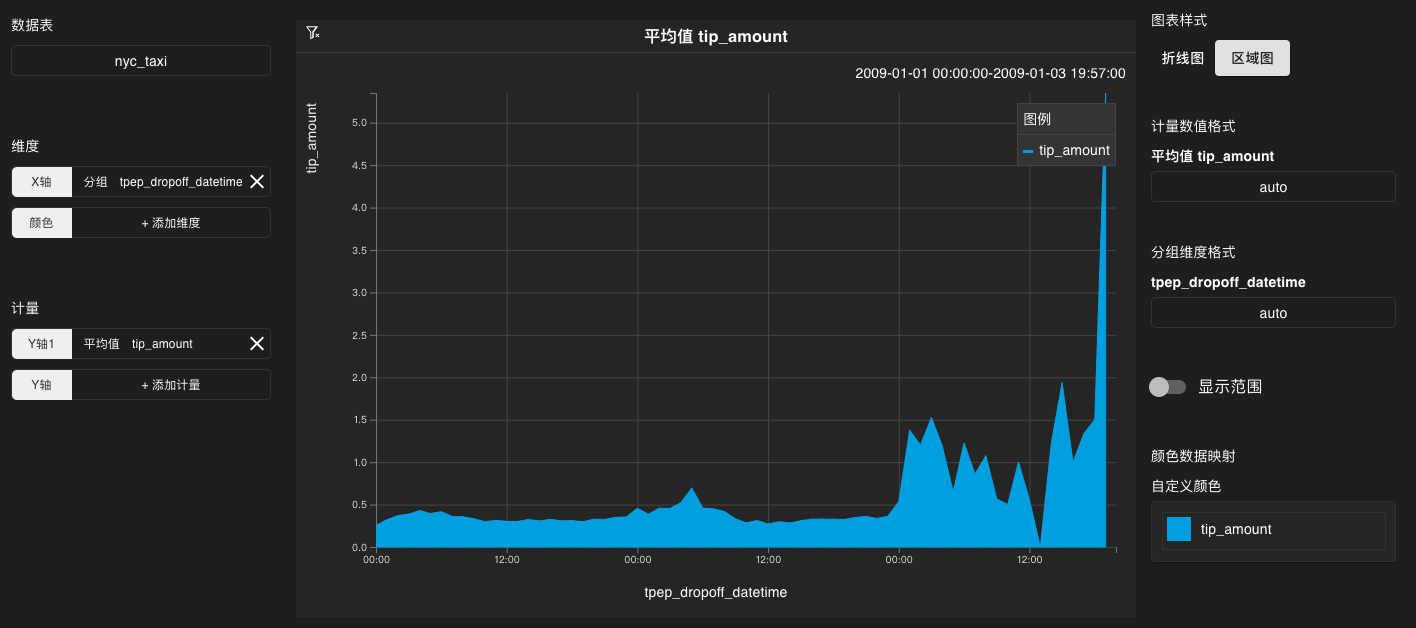 数据表
nyc_taxi
维度
X轴 分组 tpep_dropoff_datetime
颜色 + 添加维度
计量
Y轴1 平均值 tip_amount
Y轴 + 添加计量
平均值 tip_amount
2009-01-01 00:00:00-2009-01-03 19:57:00
tip_amount
图例
tip_amount
5.0
4.5
4.0
3.5
3.0
2.5
2.0
1.5
1.0
0.5
0.0
00:00 12:00 00:00 12:00 00:00 12:00
tpep_dropoff_datetime
图表样式
折线图 区域图
计量数值格式
平均值 tip_amount
auto
分组维度格式
tpep_dropoff_datetime
auto
显示范围
颜色数据映射
自定义颜色
tip_amount